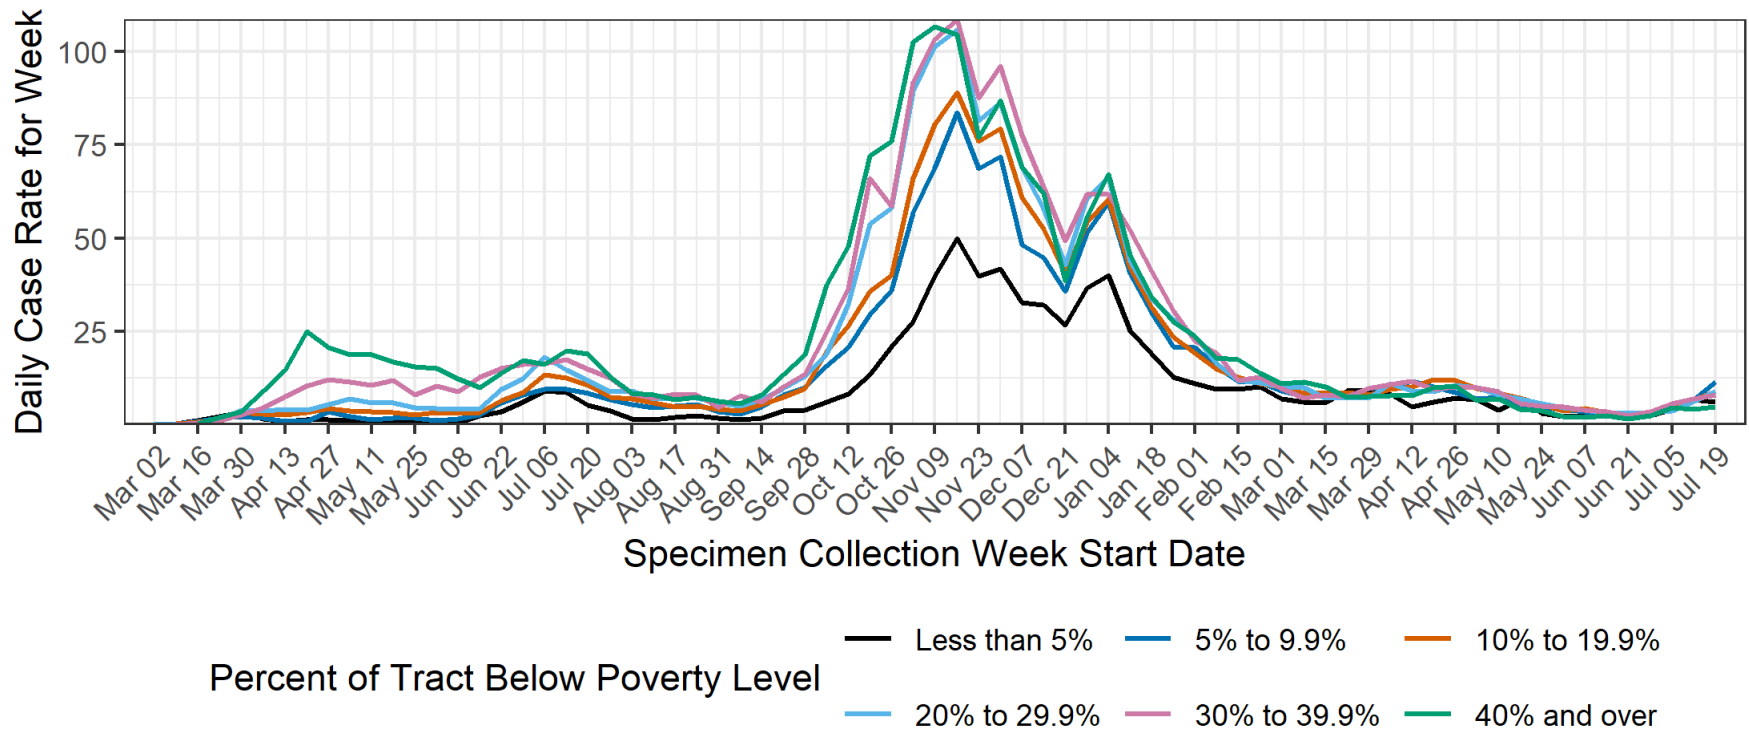 Daily Case Rate for Week
100
75
50
25
Mar 02
Mar 16
Mar 30
Apr 13
Apr 27
May 11
May 25
Jun 08
Jun 22
Jul 06
Jul 20
Aug 03
Aug 17
Aug 31
Sep 14
Sep 28
Oct 12
Oct 26
Nov 09
Nov 23
Dec 07
Dec 21
Jan 04
Jan 18
Feb 01
Feb 15
Mar 01
Mar 15
Mar 29
Apr 12
Apr 26
May 10
May 24
Jun 07
Jun 21
Jul 05
Jul 19
Specimen Collection Week Start Date
Percent of Tract Below Poverty Level
Less than 5%
5% to 9.9%
10% to 19.9%
20% to 29.9%
30% to 39.9%
40% and over